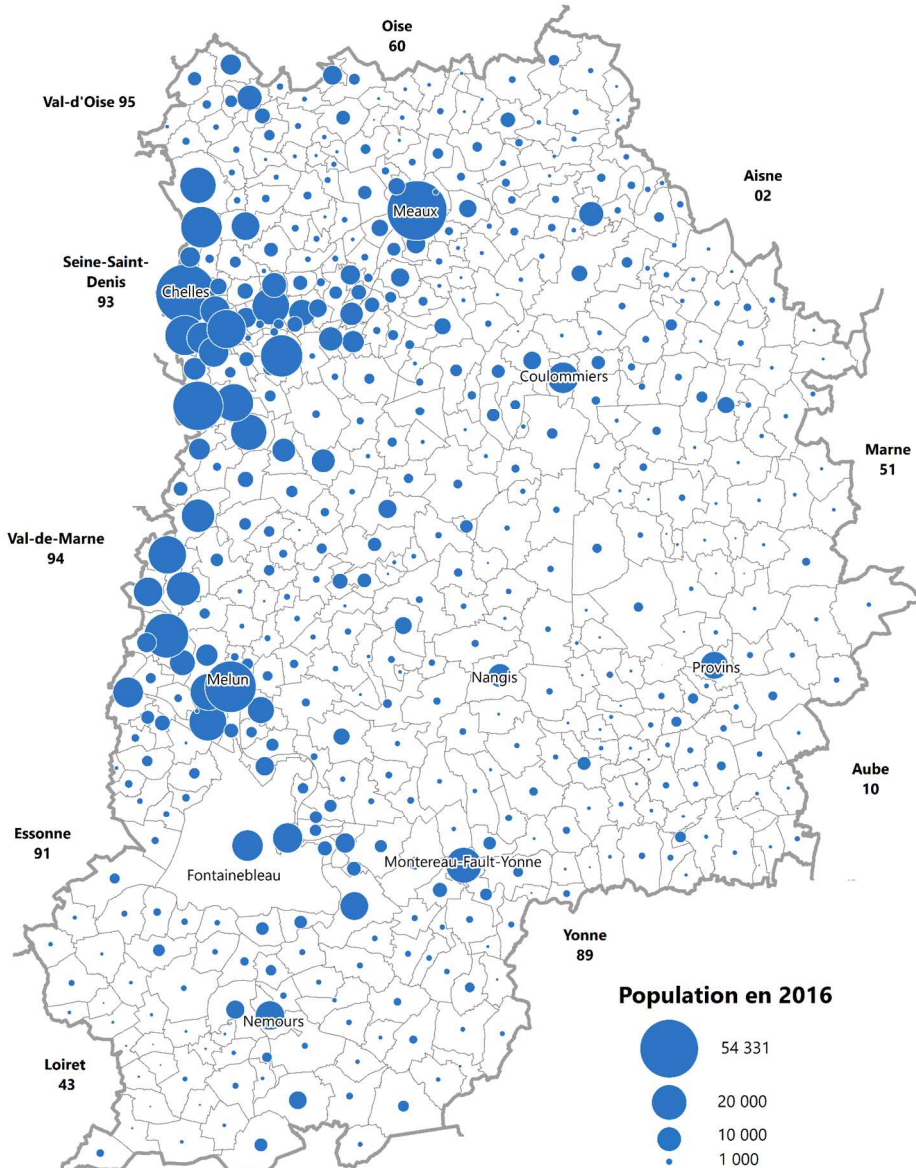 Oise
60
Val-d'Oise 95
Aisne
02
Meaux
Seine-Saint-
Denis
93
Chelles
Coulommiers
Marne
51
Val-de-Marne
94
Melun
Nangis
Provins
Aube
10
Essonne
91
Montereau-Fault-Yonne
Fontainebleau
Yonne
89
Population en 2016
Nemours
54 331
Loiret
43
20 000
10 000
1 000